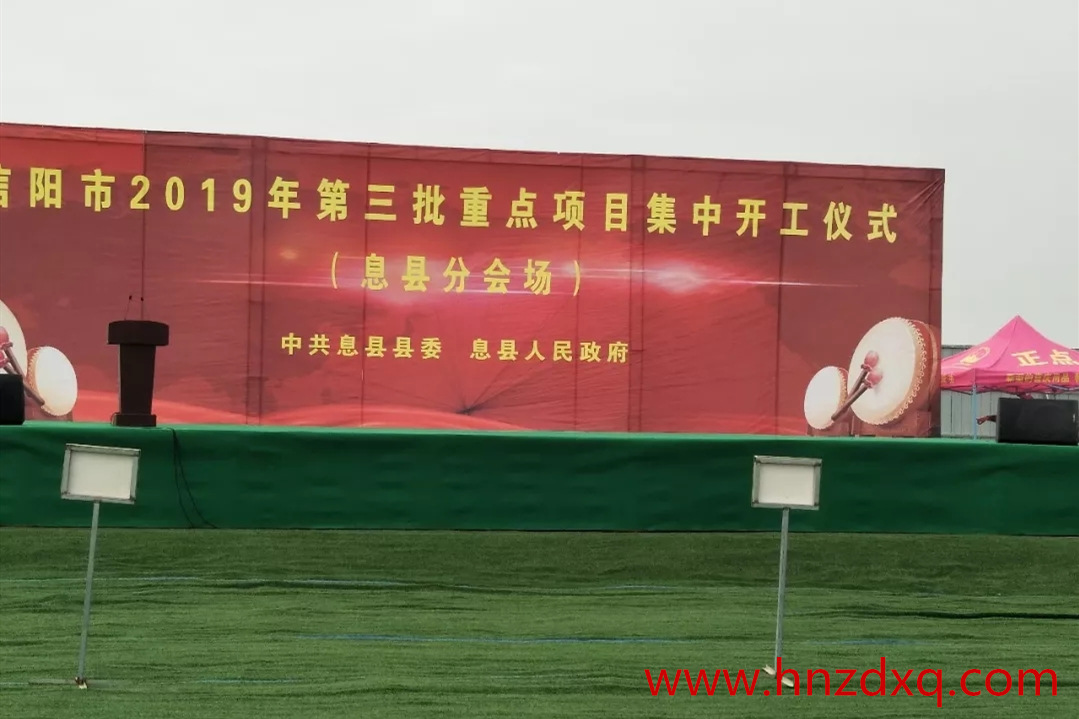 信阳市2019年第三批重点项目集中开工仪式
(息县分会场)
中共息县县委 息县人民政府
正点
www.hnzdxq.com